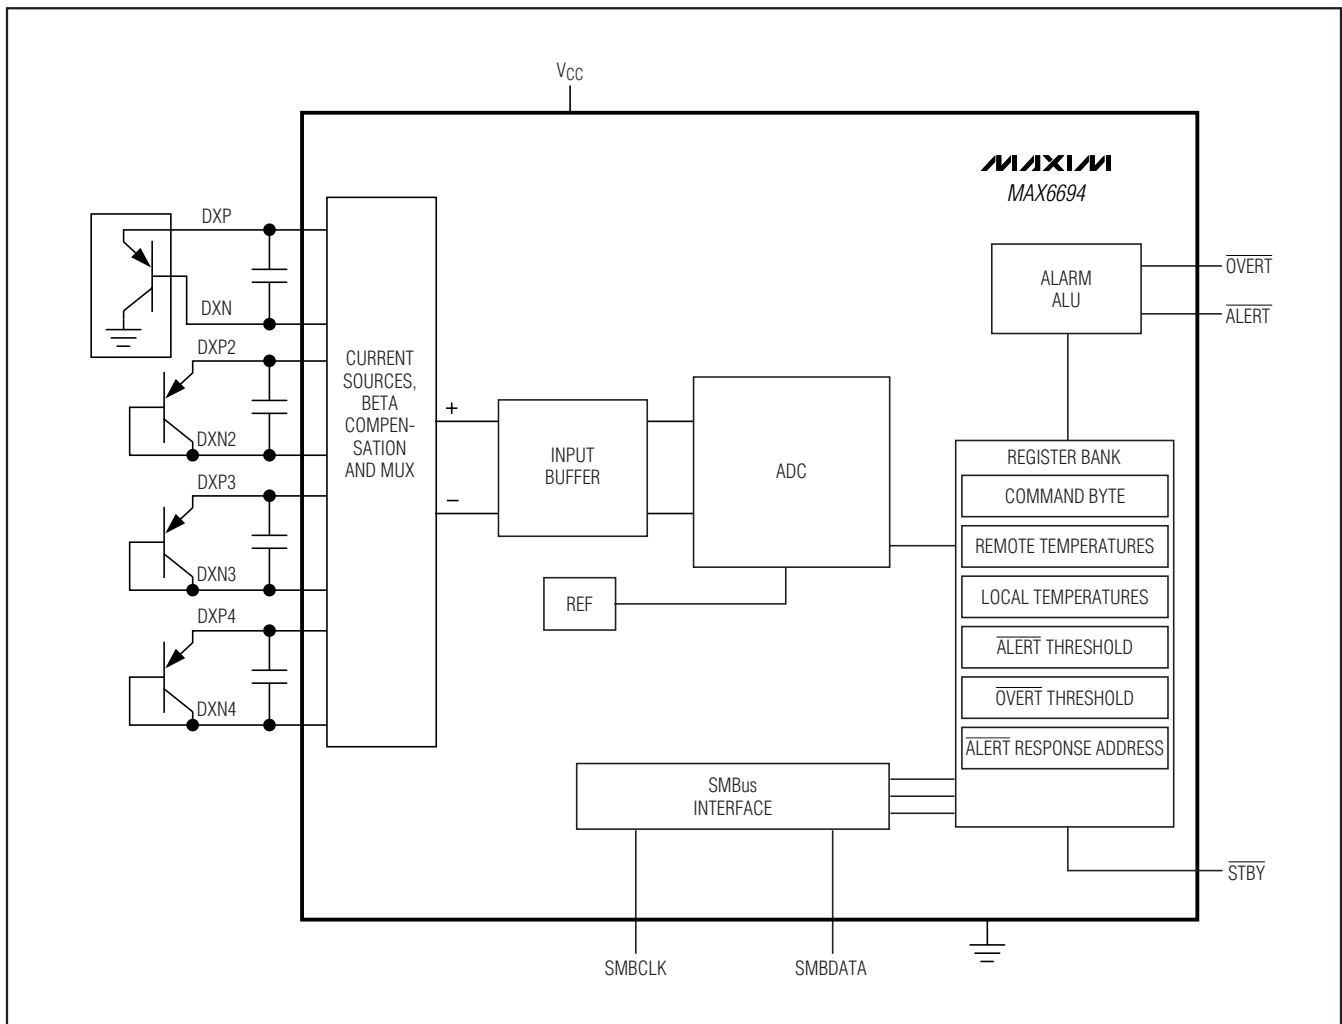 VCC
MAXIM
MAX6694
DXP
DXN
DXP2
DXN2
DXP3
DXN3
DXP4
DXN4
CURRENT
SOURCES,
BETA
COMPEN-
SATION
AND MUX
+
−
INPUT
BUFFER
ADC
REF
ALARM
ALU
OVERT
ALERT
REGISTER BANK
COMMAND BYTE
REMOTE TEMPERATURES
LOCAL TEMPERATURES
ALERT THRESHOLD
OVERT THRESHOLD
ALERT RESPONSE ADDRESS
SMBus
INTERFACE
STBY
SMBCLK
SMBDATA